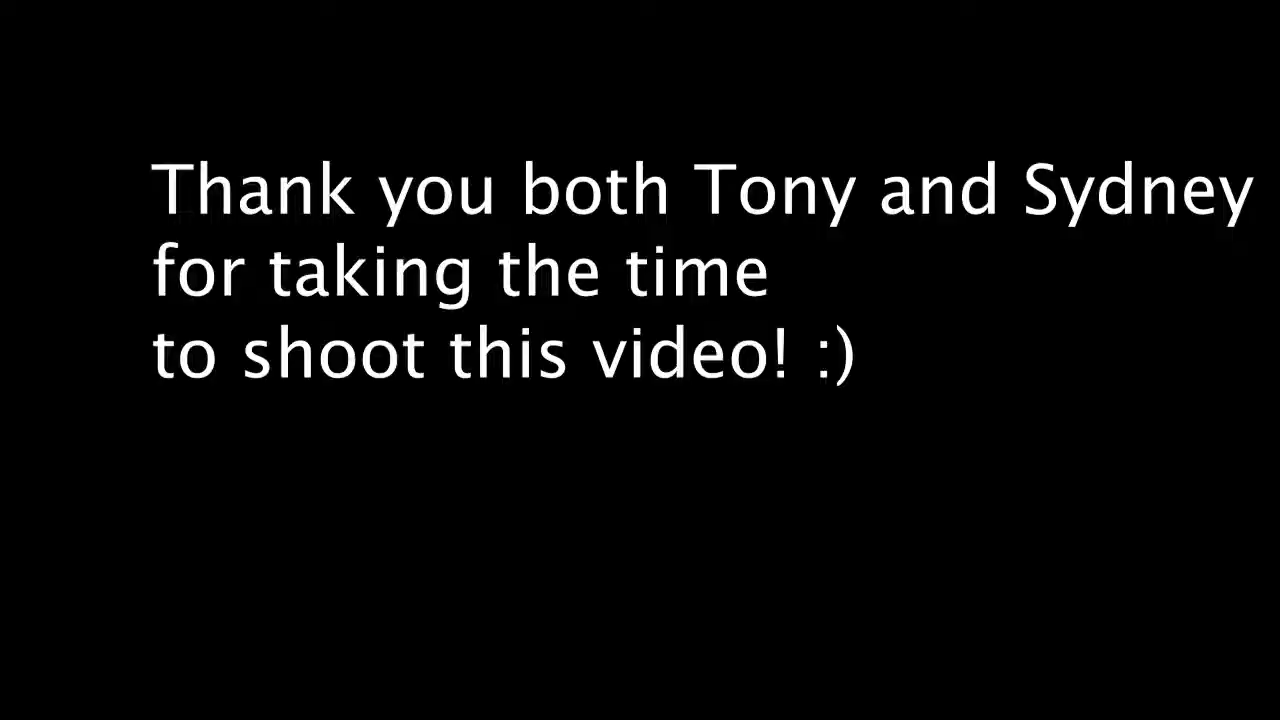 Thank you both Tony and Sydney
for taking the time
to shoot this video! :)